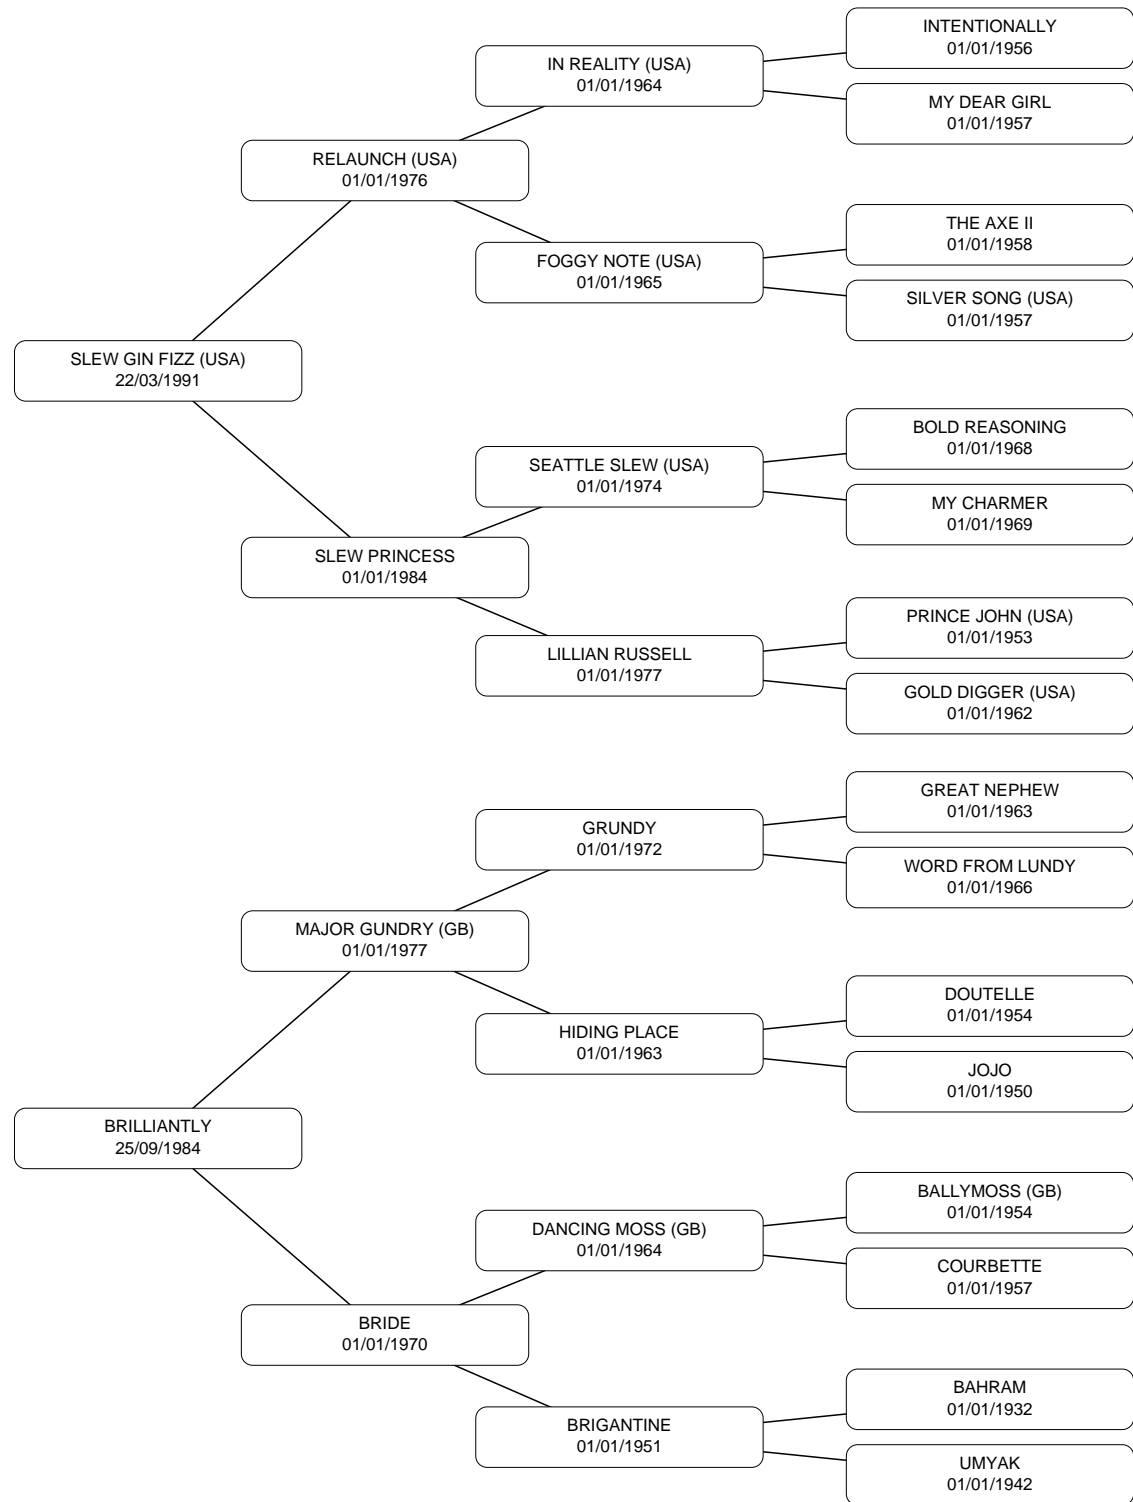 INTENTIONALLY
01/01/1956
IN REALITY (USA)
01/01/1964
MY DEAR GIRL
01/01/1957
RELAUNCH (USA)
01/01/1976
THE AXE II
01/01/1958
FOGGY NOTE (USA)
01/01/1965
SILVER SONG (USA)
01/01/1957
SLEW GIN FIZZ (USA)
22/03/1991
BOLD REASONING
01/01/1968
SEATTLE SLEW (USA)
01/01/1974
MY CHARMER
01/01/1969
SLEW PRINCESS
01/01/1984
PRINCE JOHN (USA)
01/01/1953
LILLIAN RUSSELL
01/01/1977
GOLD DIGGER (USA)
01/01/1962
GREAT NEPHEW
01/01/1963
GRUNDY
01/01/1972
WORD FROM LUNDY
01/01/1966
MAJOR GUNDRY (GB)
01/01/1977
DOUTELLE
01/01/1954
HIDING PLACE
01/01/1963
JOJO
01/01/1950
BRILLIANTLY
25/09/1984
BALLYMOSS (GB)
01/01/1954
DANCING MOSS (GB)
01/01/1964
COURBETTE
01/01/1957
BRIDE
01/01/1970
BAHRAM
01/01/1932
BRIGANTINE
01/01/1951
UMYAK
01/01/1942